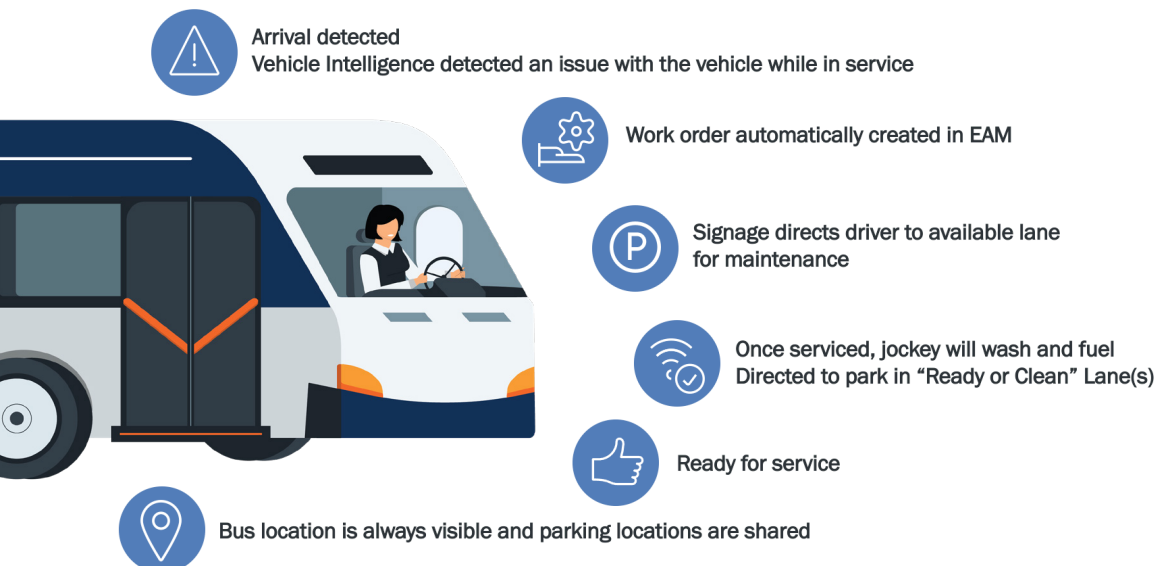 Arrival detected
Vehicle Intelligence detected an issue with the vehicle while in service
Work order automatically created in EAM
P
Signage directs driver to available lane
for maintenance
Once serviced, jockey will wash and fuel
Directed to park in “Ready or Clean” Lane(s)
Ready for service
Bus location is always visible and parking locations are shared